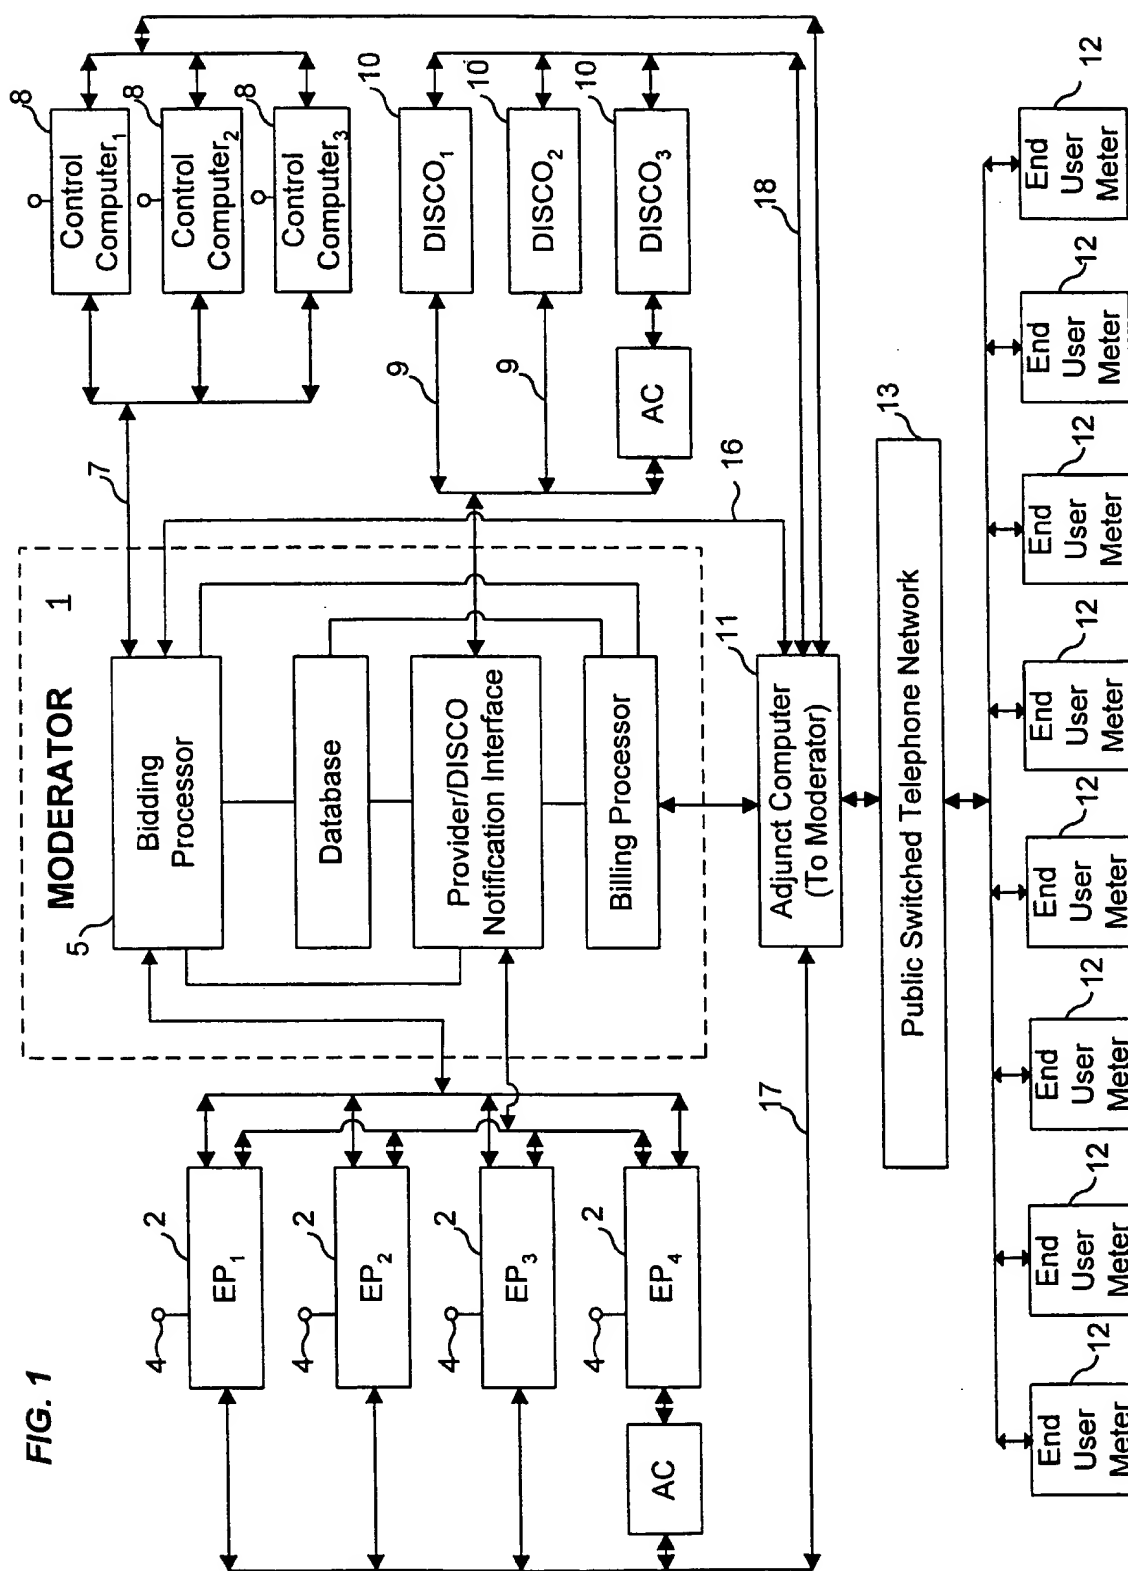 FIG. 1
4
2
EP1
4
2
EP2
4
2
EP3
4
2
EP4
AC
17
MODERATOR
1
5
Bidding
Processor
Database
Provider/DISCO
Notification Interface
Billing Processor
7
8
Control
Computer1
8
Control
Computer2
8
Control
Computer3
9
10
DISCO1
9
10
DISCO2
10
DISCO3
AC
16
18
11
Adjunct Computer
(To Moderator)
13
Public Switched Telephone Network
12
End
User
Meter
12
End
User
Meter
12
End
User
Meter
12
End
User
Meter
12
End
User
Meter
12
End
User
Meter
12
End
User
Meter
12
End
User
Meter